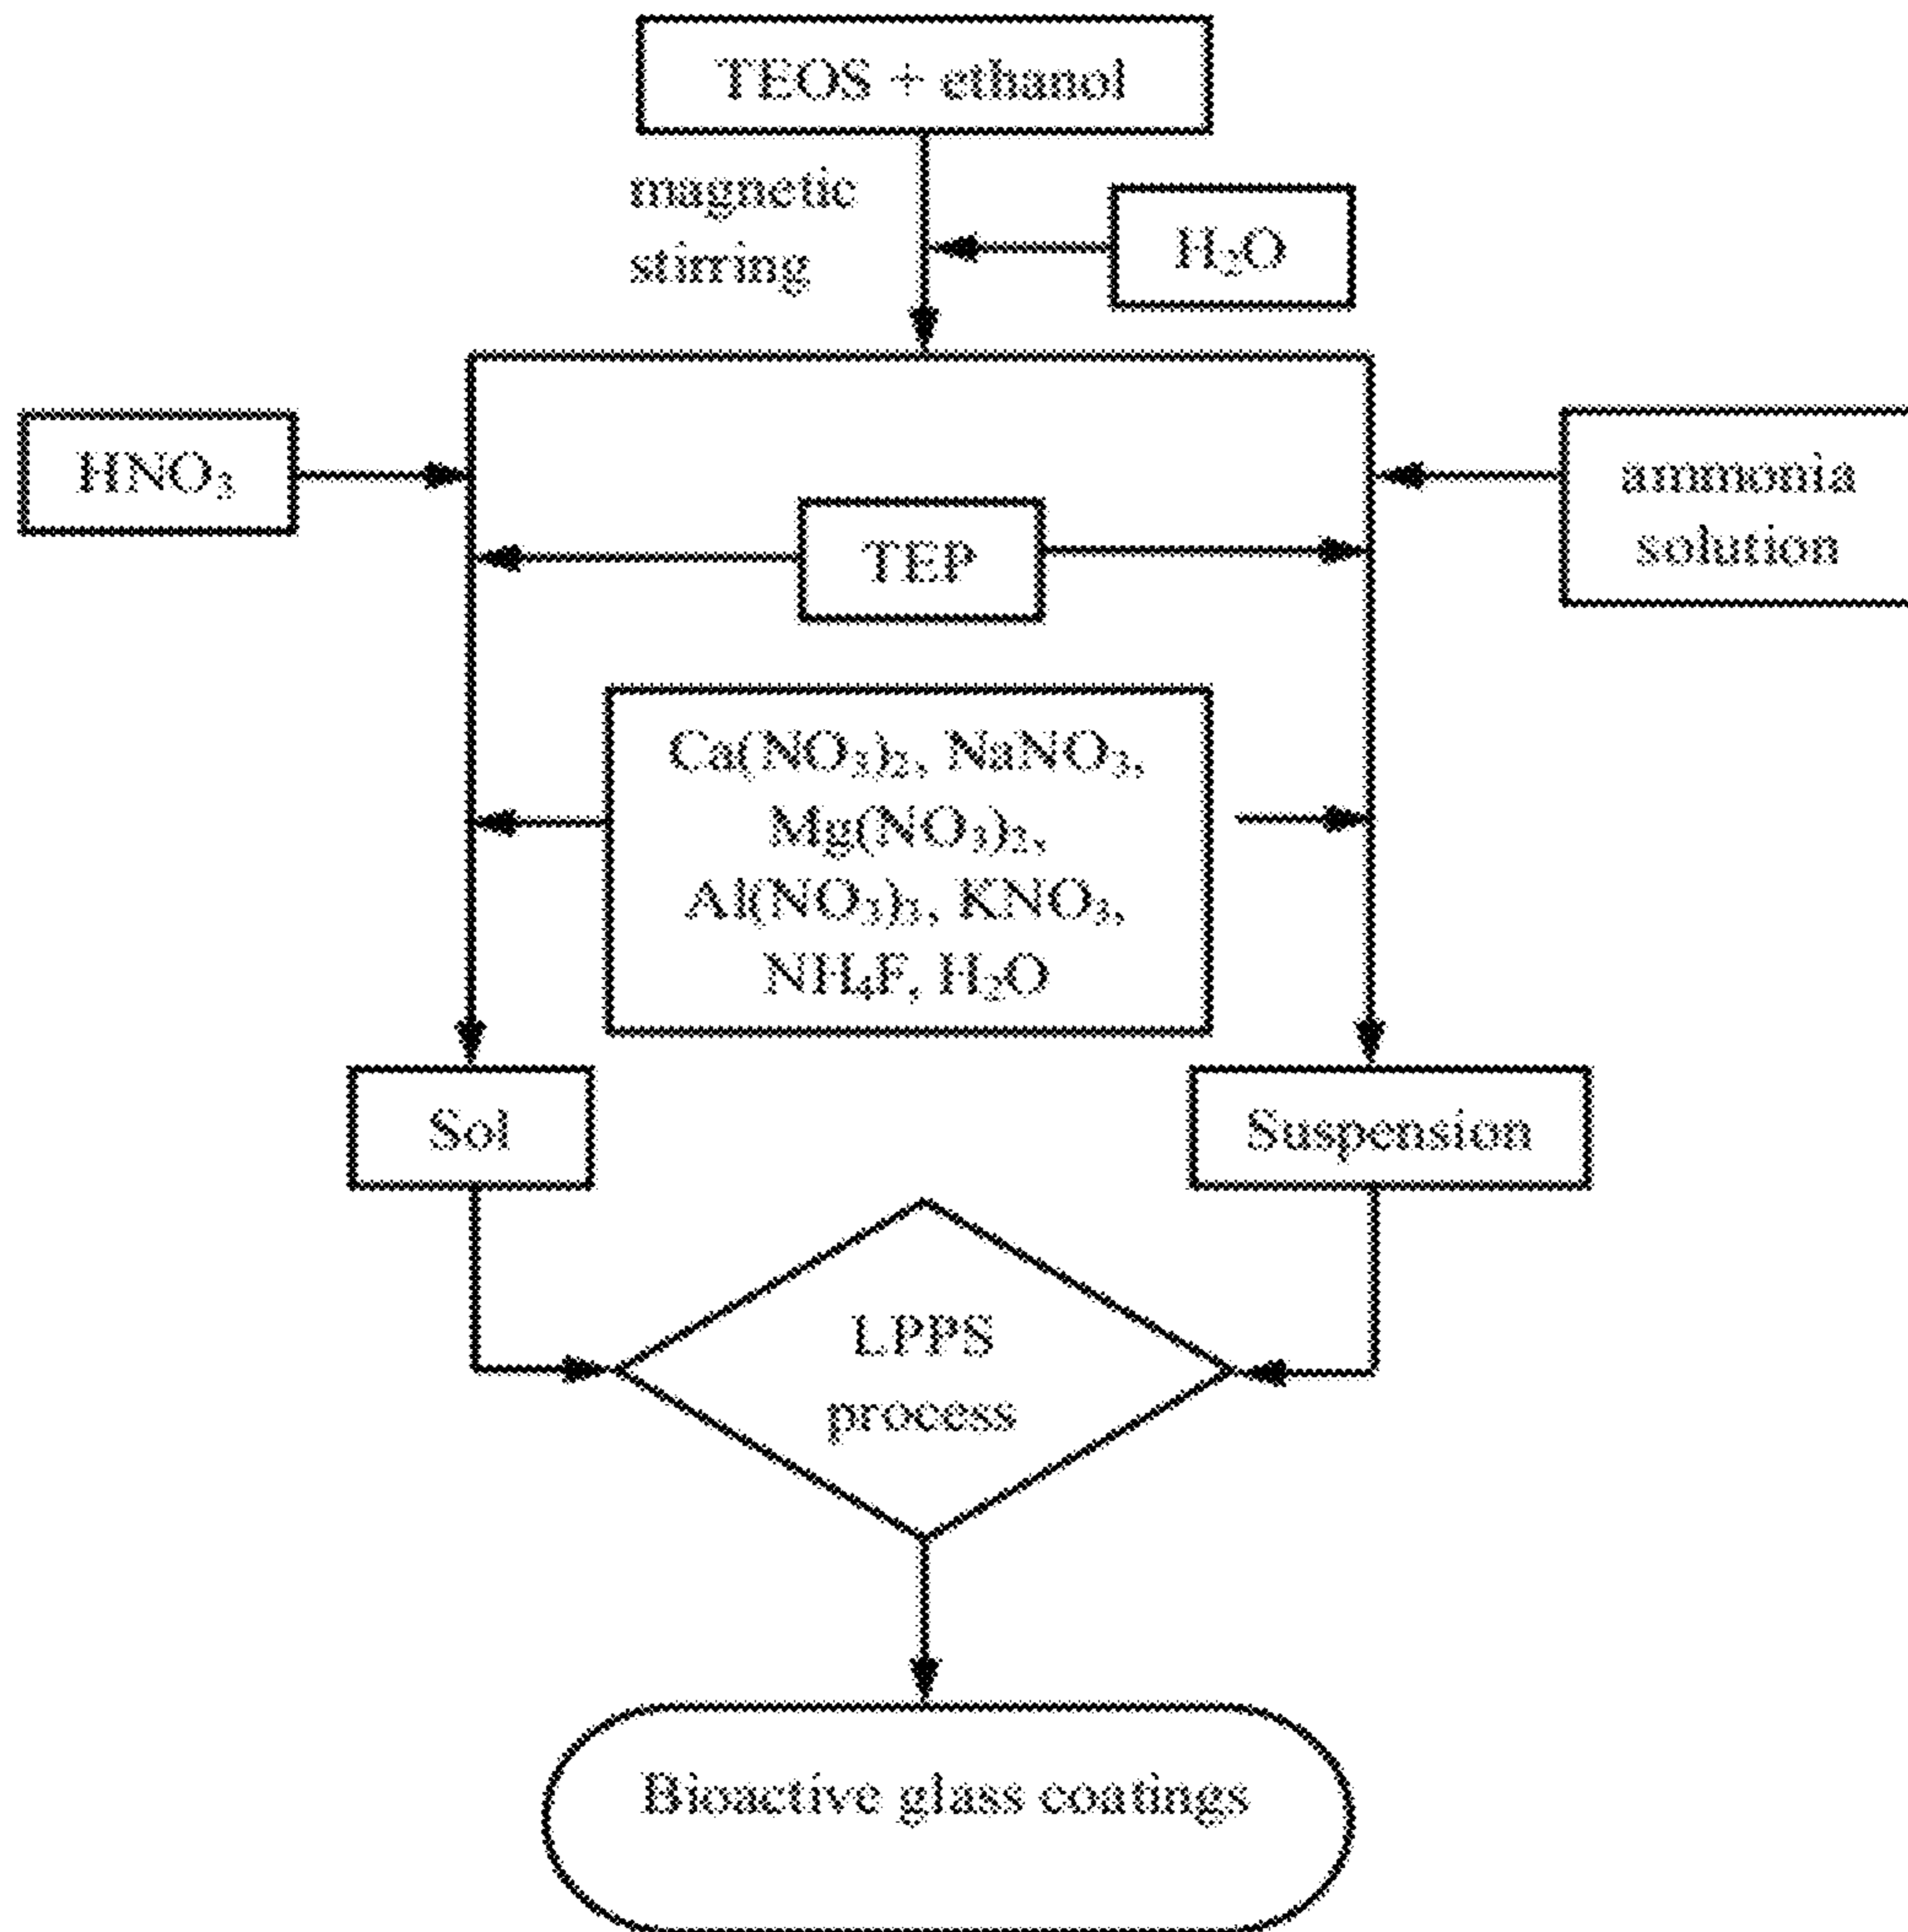 TEOS + ethanol
magnetic
stirring
H₂O
HNO₃
ammonia
solution
TEP
Ca(NO₃)₂, NaNO₃,
Mg(NO₃)₂,
Al(NO₃)₃, KNO₃,
NH₄F, H₂O
Sol
Suspension
LPPS
process
Bioactive glass coatings